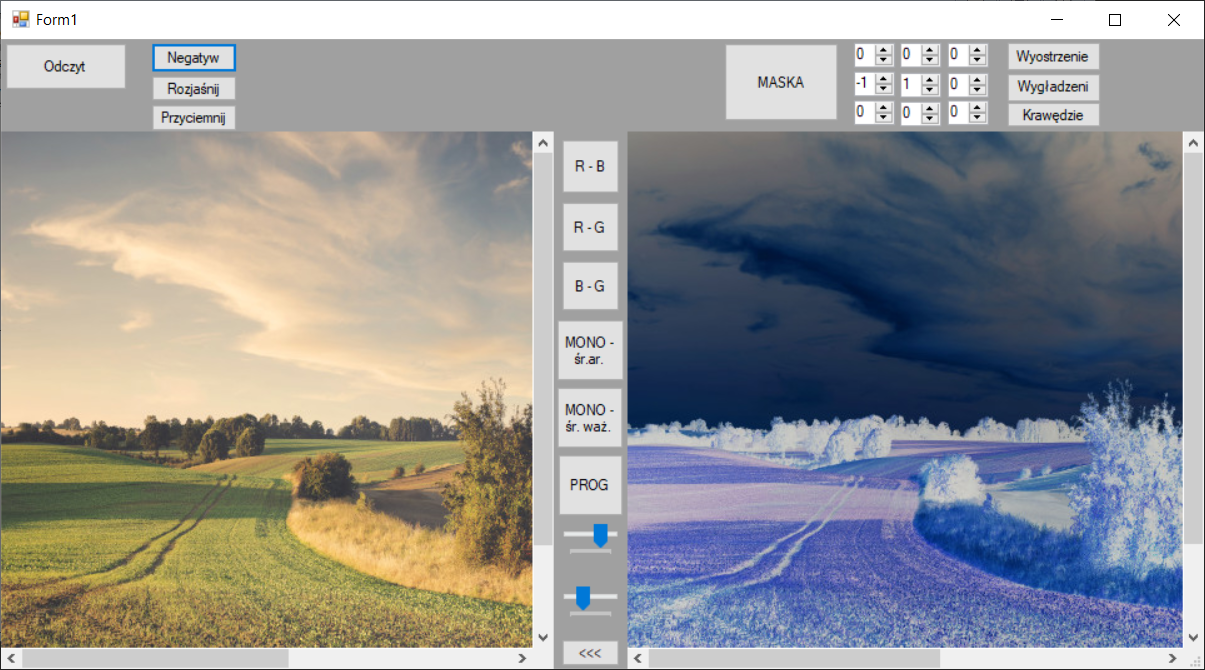 Form1
Odczyt
Negatyw
Rozjaśnij
Przyciemnij
MASKA
0 0 0
-1 1 0
0 0 0
Wyostrzenie
Wygładzeni
Krawędzie
R - B
R - G
B - G
MONO -
śr.ar.
MONO -
śr. waż.
PROG
<<<